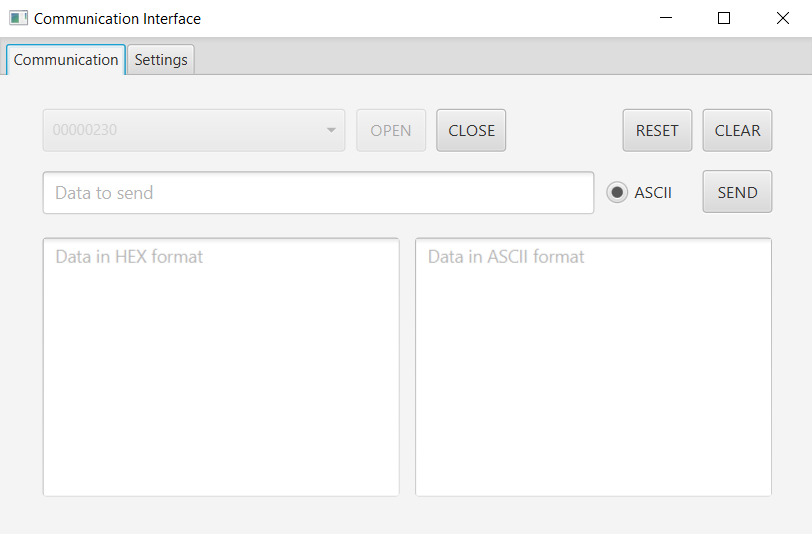 Communication Interface
Communication Settings
00000230 OPEN CLOSE RESET CLEAR
Data to send ASCII SEND
Data in HEX format Data in ASCII format